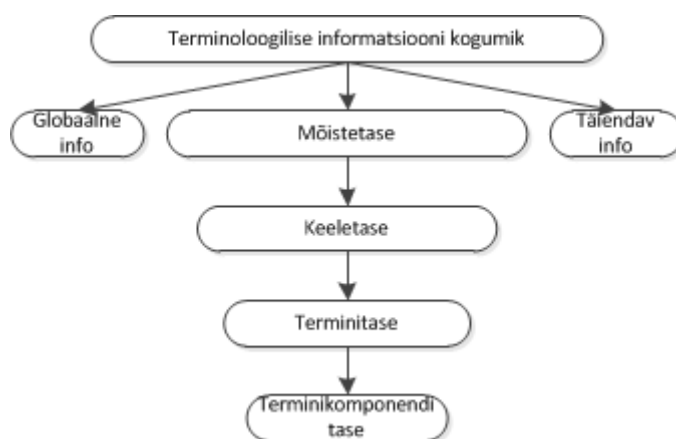 Terminoloogilise informatsiooni kogumik
Globaalne
info
Mõistetase
Täiendav
info
Keeletase
Terminitase
Terminikomponendi
tase